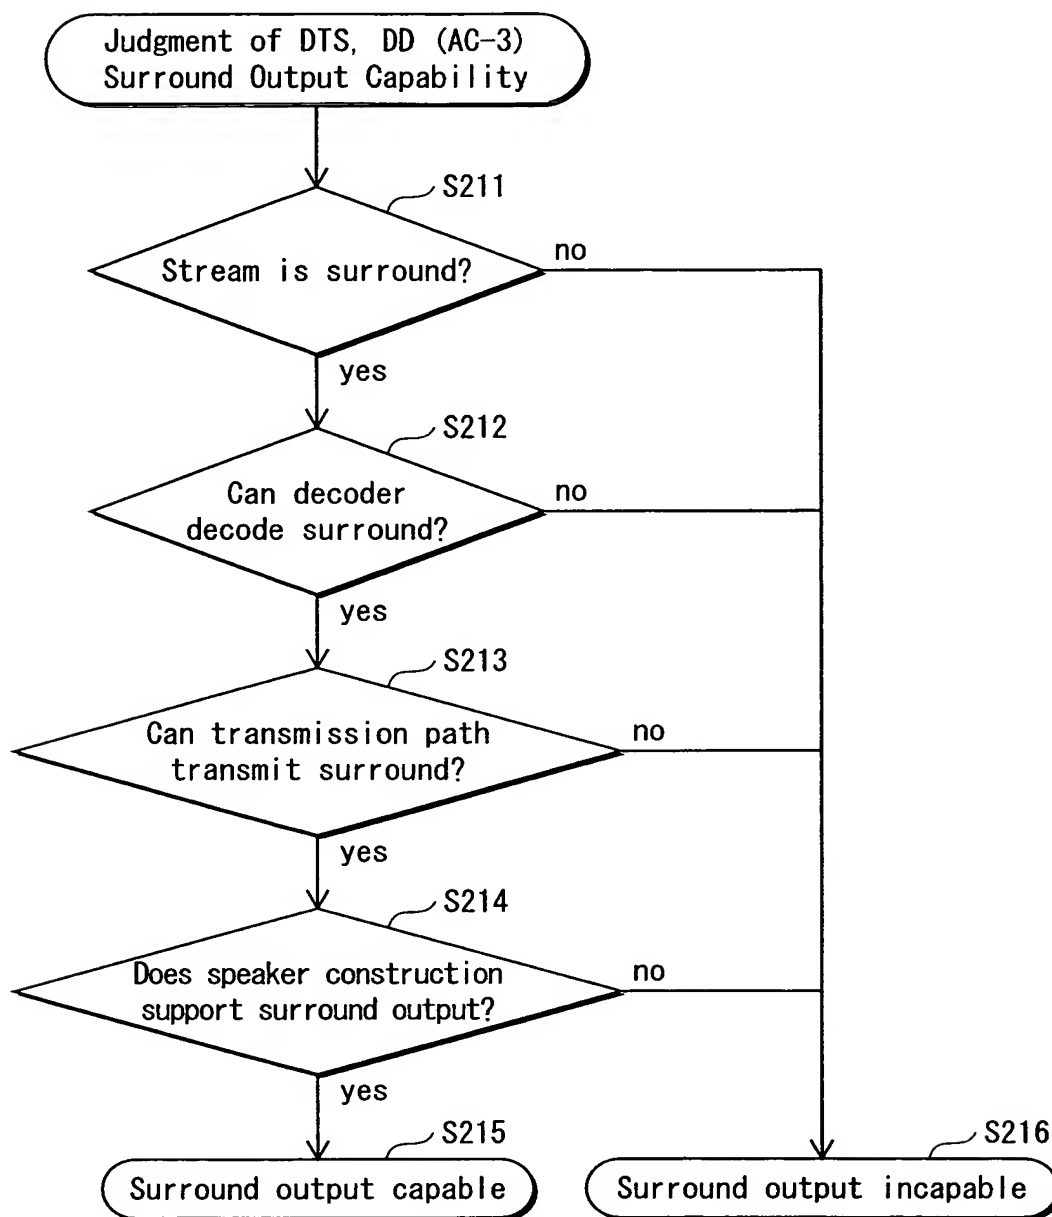 Judgment of DTS, DD (AC-3)
Surround Output Capability
S211
Stream is surround?
no
yes
S212
Can decoder
decode surround?
no
yes
S213
Can transmission path
transmit surround?
no
yes
S214
Does speaker construction
support surround output?
no
yes
S215
Surround output capable
S216
Surround output incapable